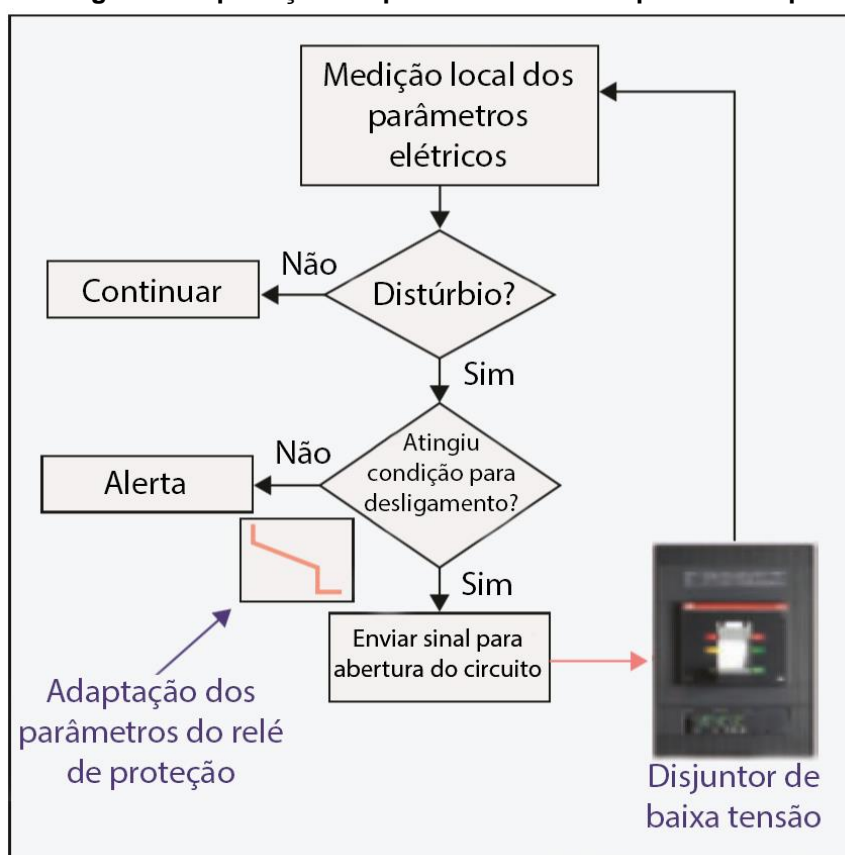 Medição local dos
parâmetros
elétricos
Não
Continuar
Distúrbio?
Sim
Não
Alerta
Atingiu
condição para
desligamento?
Sim
Enviar sinal para
abertura do circuito
Adaptação dos
parâmetros do relé
de proteção
Disjuntor de
baixa tensão